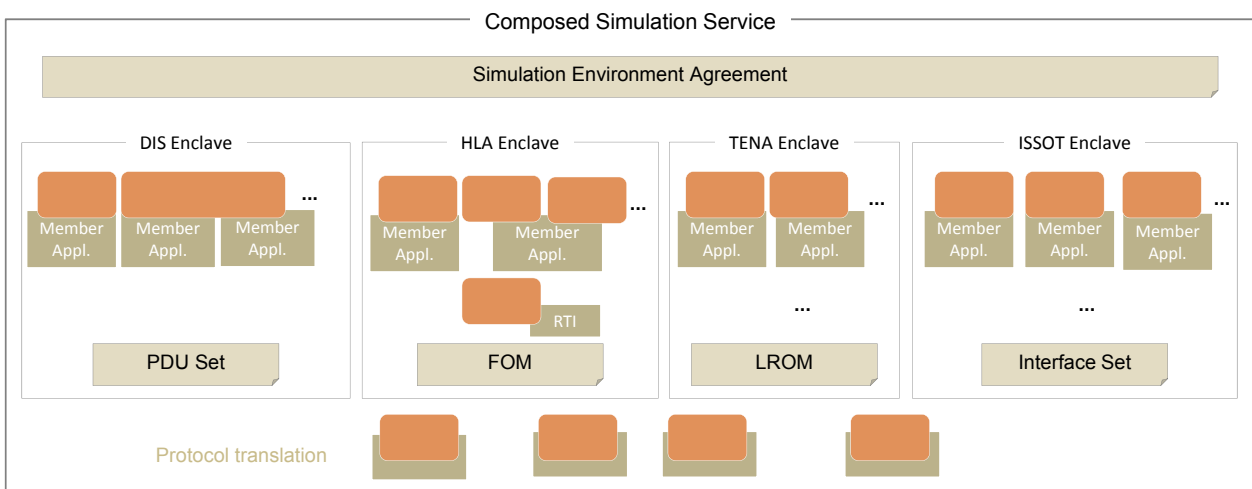 Composed Simulation Service
Simulation Environment Agreement
DIS Enclave
HLA Enclave
TENA Enclave
ISSOT Enclave
...
...
...
...
Member
Appl.
Member
Appl.
Member
Appl.
Member
Appl.
Member
Appl.
Member
Appl.
Member
Appl.
Member
Appl.
Member
Appl.
Member
Appl.
...
...
RTI
PDU Set
FOM
LROM
Interface Set
Protocol translation